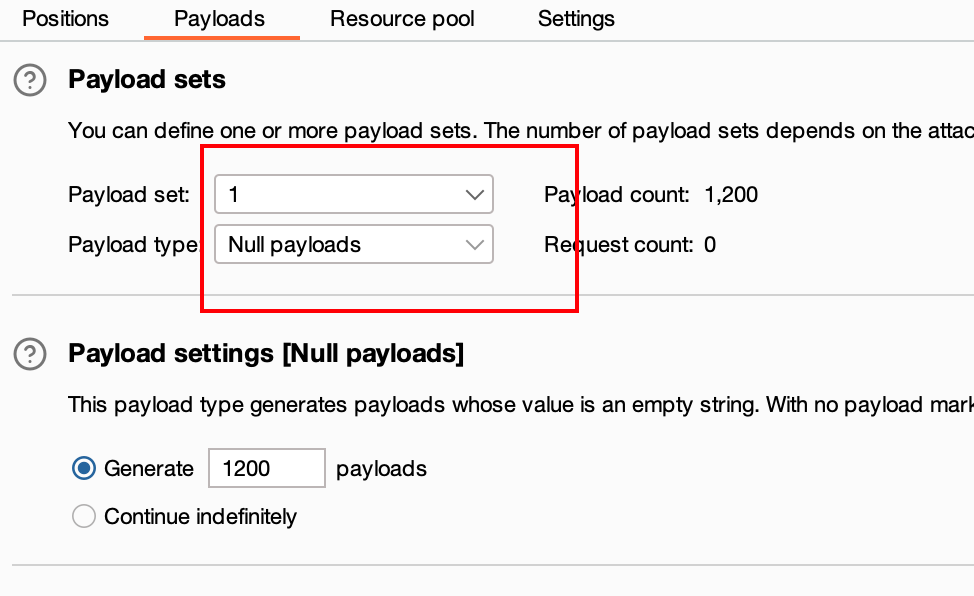 Positions Payloads Resource pool Settings
Payload sets
You can define one or more payload sets. The number of payload sets depends on the attac
Payload set: 1 Payload count: 1,200
Payload type: Null payloads Request count: 0
Payload settings [Null payloads]
This payload type generates payloads whose value is an empty string. With no payload mark
Generate 1200 payloads
Continue indefinitely